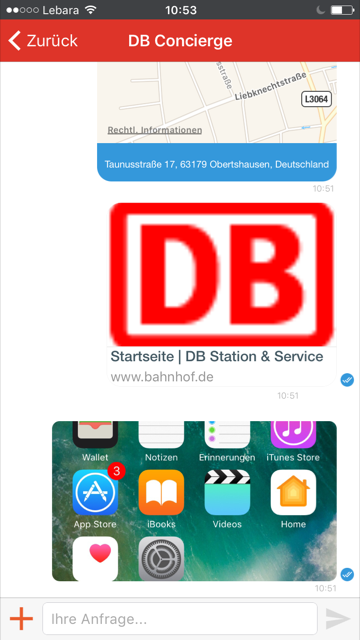 Lebara 10:53
Zurück DB Concierge
Liebknechtstraße
L3064
Rechtl. Informationen
Taunusstraße 17, 63179 Obertshausen, Deutschland
10:51
DB
Startseite | DB Station & Service
www.bahnhof.de
10:51
Wallet Notizen Erinnerungen iTunes Store
3
App Store iBooks Videos Home
10:51
Ihre Anfrage...